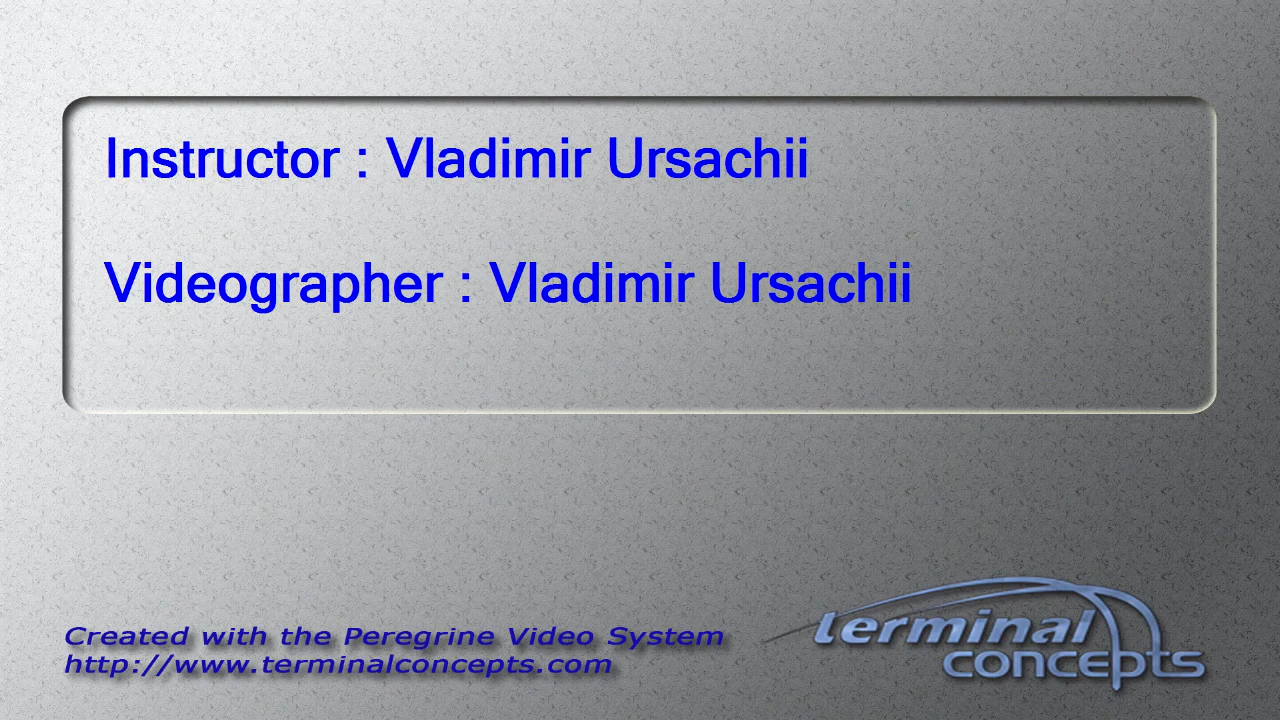 Instructor : Vladimir Ursachii
Videographer : Vladimir Ursachii
Created with the Peregrine Video System
http://www.terminalconcepts.com
terminal
concepts